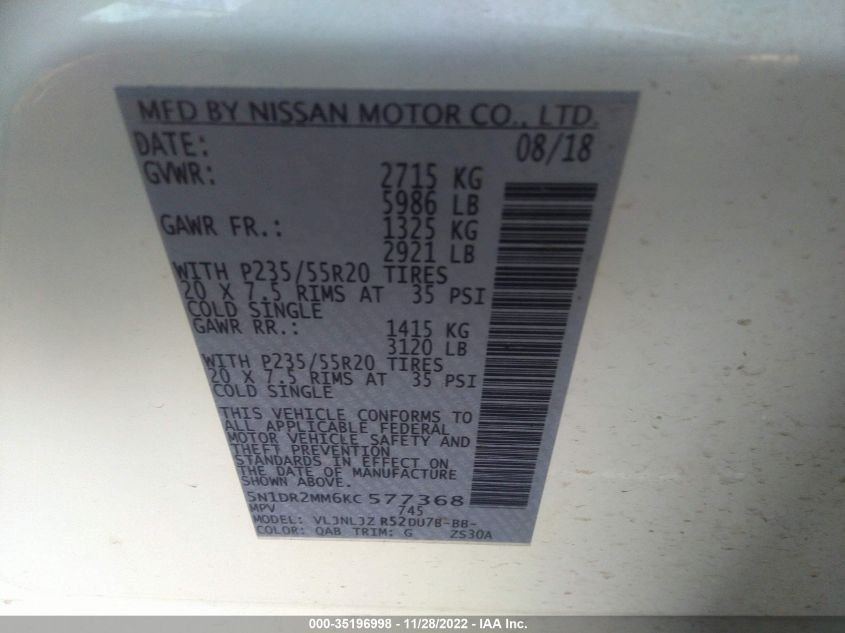 MFD BY NISSAN MOTOR CO., LTD.
DATE: 08/18
GVWR: 2715 KG
5986 LB
GAWR FR.: 1325 KG
2921 LB
WITH P235/55R20 TIRES
20 X 7.5 RIMS AT 35 PSI
COLD SINGLE
GAWR RR.: 1415 KG
3120 LB
WITH P235/55R20 TIRES
20 X 7.5 RIMS AT 35 PSI
COLD SINGLE
THIS VEHICLE CONFORMS TO
ALL APPLICABLE FEDERAL
MOTOR VEHICLE SAFETY AND
THEFT PREVENTION
STANDARDS IN EFFECT ON
THE DATE OF MANUFACTURE
SHOWN ABOVE.
5N1DR2MM6KC577368
MPV 745
MODEL: VLJNLJZ R52DU78-BB-
COLOR: QAB TRIM: G ZS30A
000-35196998 - 11/28/2022 - IAA Inc.